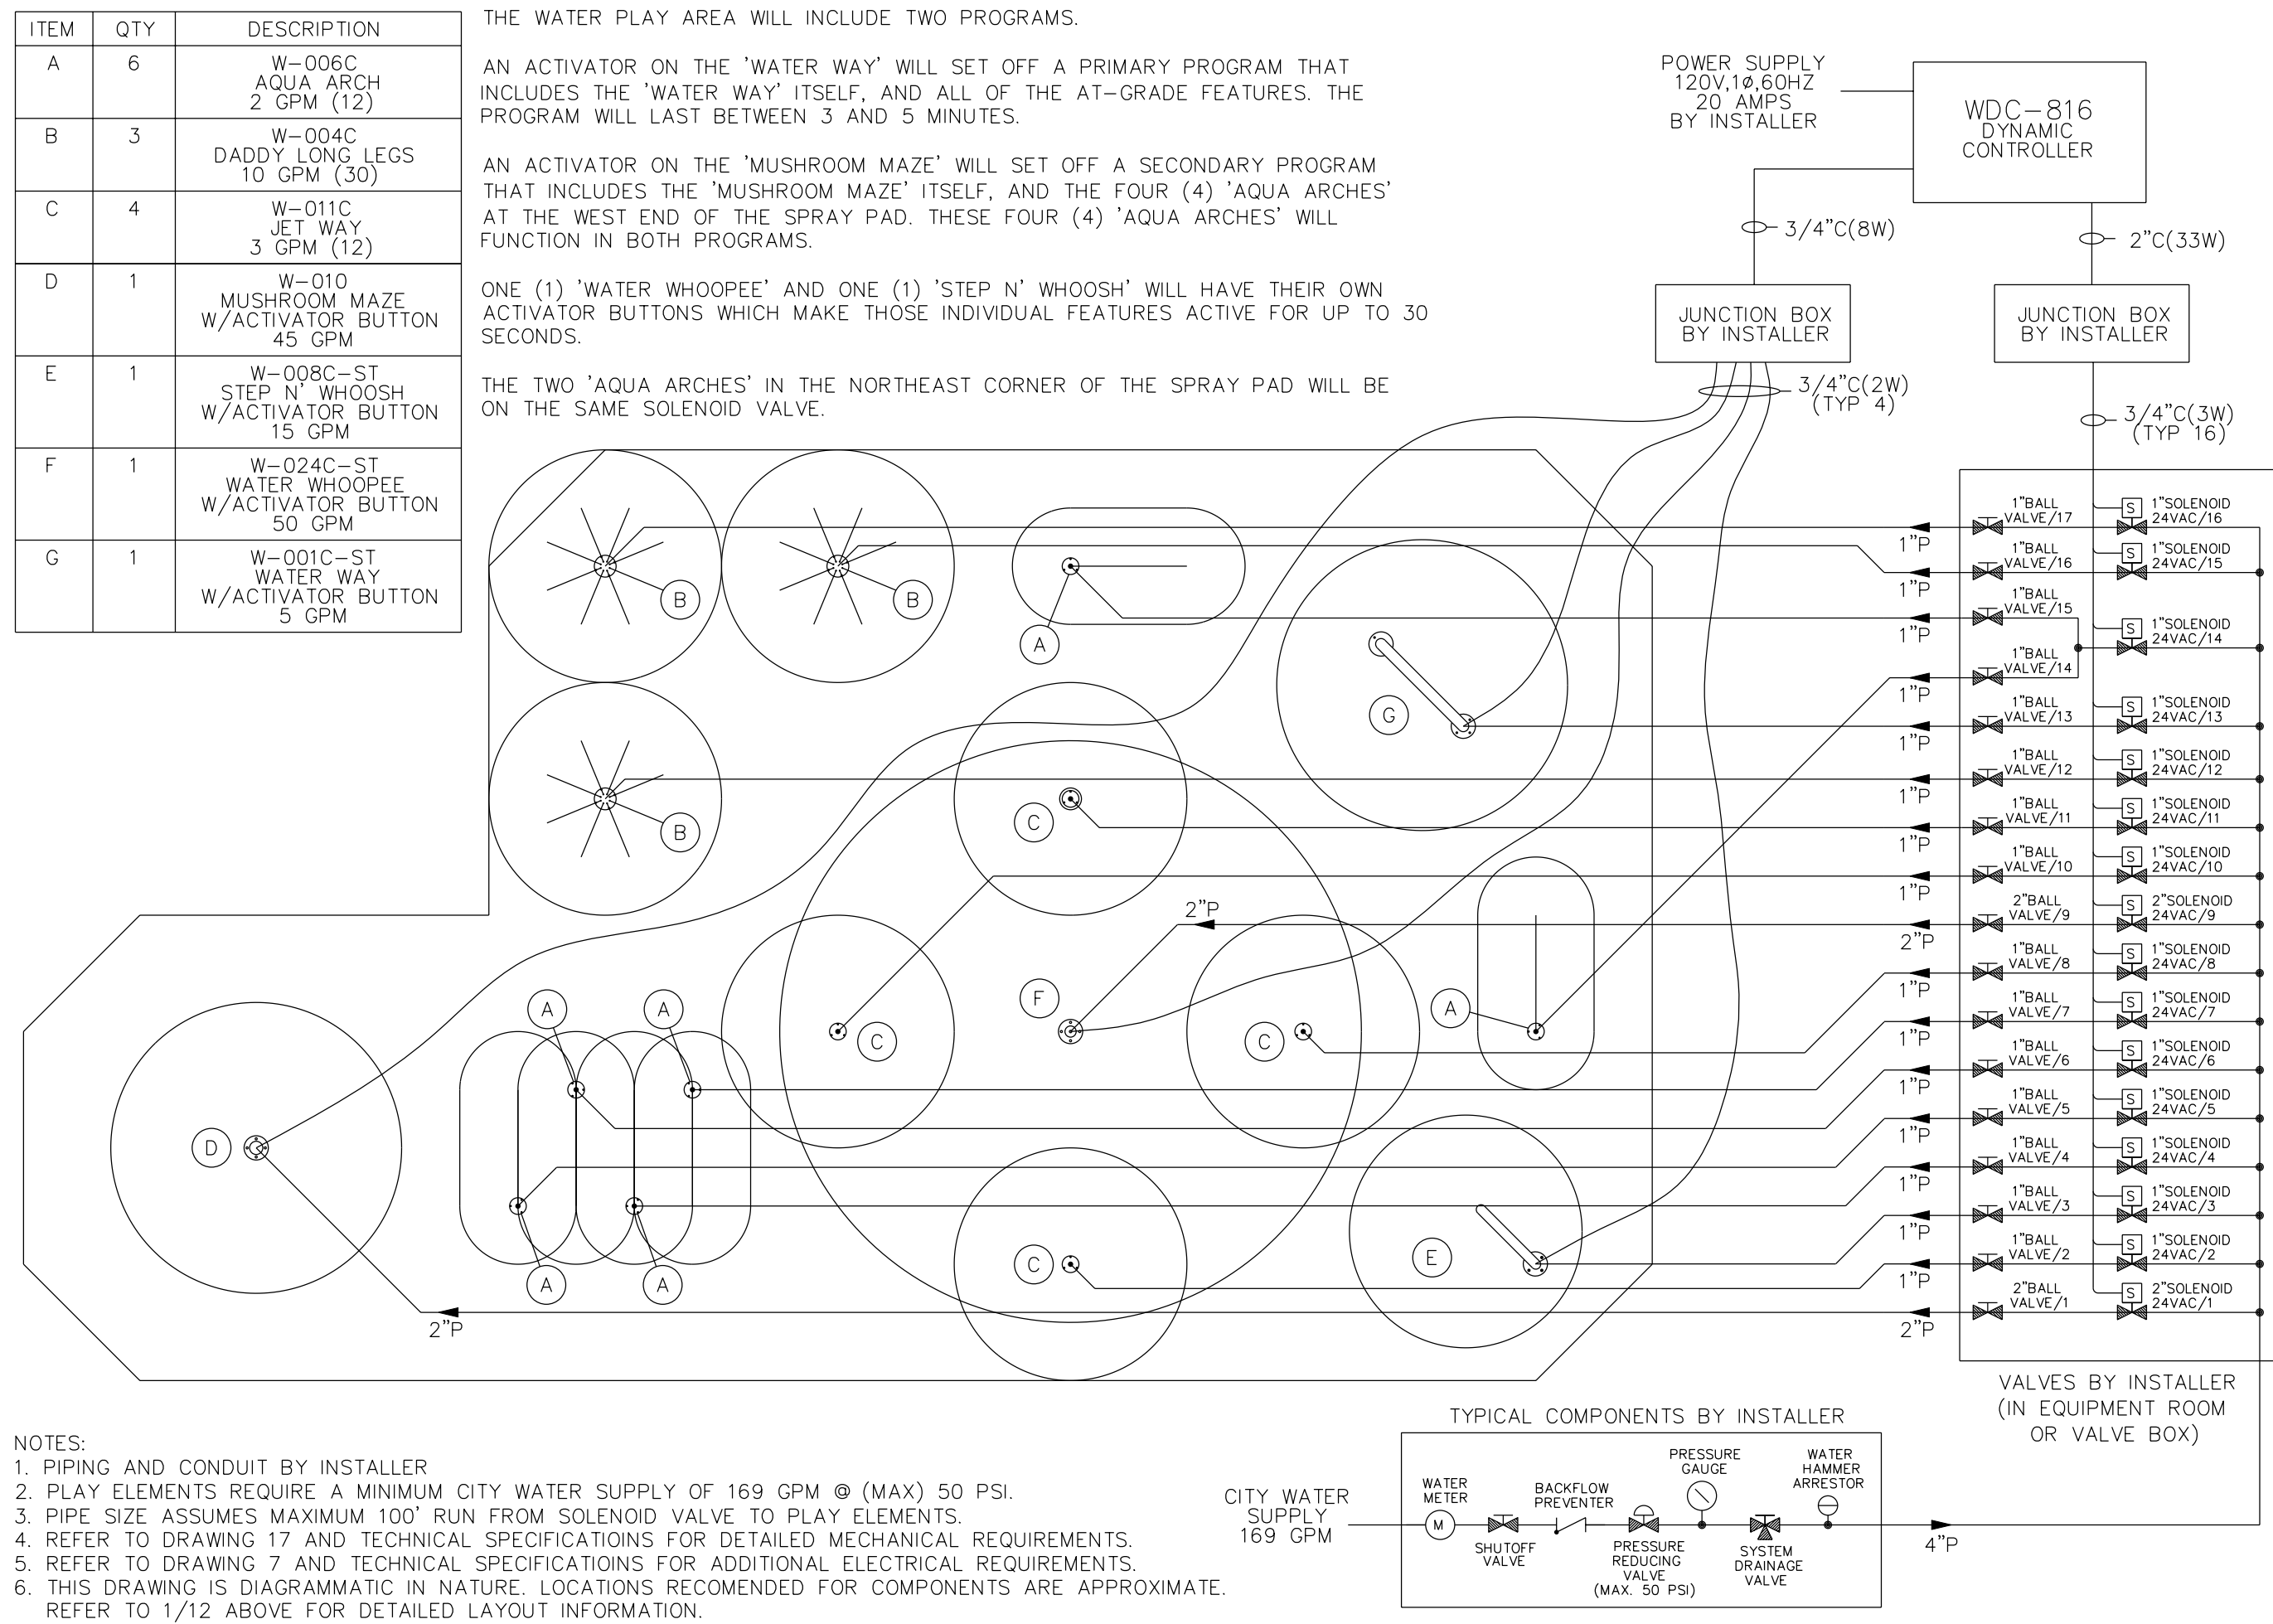 ITEM QTY DESCRIPTION
A 6 W-006C
AQUA ARCH
2 GPM (12)
B 3 W-004C
DADDY LONG LEGS
10 GPM (30)
C 4 W-011C
JET WAY
3 GPM (12)
D 1 W-010
MUSHROOM MAZE
W/ACTIVATOR BUTTON
45 GPM
E 1 W-008C-ST
STEP N' WHOOSH
W/ACTIVATOR BUTTON
15 GPM
F 1 W-024C-ST
WATER WHOOPEE
W/ACTIVATOR BUTTON
50 GPM
G 1 W-001C-ST
WATER WAY
W/ACTIVATOR BUTTON
5 GPM
THE WATER PLAY AREA WILL INCLUDE TWO PROGRAMS.
AN ACTIVATOR ON THE 'WATER WAY' WILL SET OFF A PRIMARY PROGRAM THAT
INCLUDES THE 'WATER WAY' ITSELF, AND ALL OF THE AT-GRADE FEATURES. THE
PROGRAM WILL LAST BETWEEN 3 AND 5 MINUTES.
AN ACTIVATOR ON THE 'MUSHROOM MAZE' WILL SET OFF A SECONDARY PROGRAM
THAT INCLUDES THE 'MUSHROOM MAZE' ITSELF, AND THE FOUR (4) 'AQUA ARCHES'
AT THE WEST END OF THE SPRAY PAD. THESE FOUR (4) 'AQUA ARCHES' WILL
FUNCTION IN BOTH PROGRAMS.
ONE (1) 'WATER WHOOPEE' AND ONE (1) 'STEP N' WHOOSH' WILL HAVE THEIR OWN
ACTIVATOR BUTTONS WHICH MAKE THOSE INDIVIDUAL FEATURES ACTIVE FOR UP TO 30
SECONDS.
THE TWO 'AQUA ARCHES' IN THE NORTHEAST CORNER OF THE SPRAY PAD WILL BE
ON THE SAME SOLENOID VALVE.
POWER SUPPLY
120V,1ø,60HZ
20 AMPS
BY INSTALLER
WDC-816
DYNAMIC
CONTROLLER
3/4"C(8W)
2"C(33W)
JUNCTION BOX
BY INSTALLER
JUNCTION BOX
BY INSTALLER
3/4"C(2W)
(TYP 4)
3/4"C(3W)
(TYP 16)
B
B
A
G
B
C
C
F
C
A
A
A
D
A
A
C
E
2"P
2"P
1"P
1"BALL
VALVE/17
S
1"SOLENOID
24VAC/16
1"P
1"BALL
VALVE/16
S
1"SOLENOID
24VAC/15
1"P
1"BALL
VALVE/15
S
1"SOLENOID
24VAC/14
1"P
1"BALL
VALVE/14
1"P
1"BALL
VALVE/13
S
1"SOLENOID
24VAC/13
1"P
1"BALL
VALVE/12
S
1"SOLENOID
24VAC/12
1"P
1"BALL
VALVE/11
S
1"SOLENOID
24VAC/11
1"P
1"BALL
VALVE/10
S
1"SOLENOID
24VAC/10
2"P
2"BALL
VALVE/9
S
2"SOLENOID
24VAC/9
1"P
1"BALL
VALVE/8
S
1"SOLENOID
24VAC/8
1"P
1"BALL
VALVE/7
S
1"SOLENOID
24VAC/7
1"P
1"BALL
VALVE/6
S
1"SOLENOID
24VAC/6
1"P
1"BALL
VALVE/5
S
1"SOLENOID
24VAC/5
1"P
1"BALL
VALVE/4
S
1"SOLENOID
24VAC/4
1"P
1"BALL
VALVE/3
S
1"SOLENOID
24VAC/3
1"P
1"BALL
VALVE/2
S
1"SOLENOID
24VAC/2
2"P
2"BALL
VALVE/1
S
2"SOLENOID
24VAC/1
VALVES BY INSTALLER
(IN EQUIPMENT ROOM
OR VALVE BOX)
NOTES:
1. PIPING AND CONDUIT BY INSTALLER
2. PLAY ELEMENTS REQUIRE A MINIMUM CITY WATER SUPPLY OF 169 GPM @ (MAX) 50 PSI.
3. PIPE SIZE ASSUMES MAXIMUM 100' RUN FROM SOLENOID VALVE TO PLAY ELEMENTS.
4. REFER TO DRAWING 17 AND TECHNICAL SPECIFICATIOINS FOR DETAILED MECHANICAL REQUIREMENTS.
5. REFER TO DRAWING 7 AND TECHNICAL SPECIFICATIOINS FOR ADDITIONAL ELECTRICAL REQUIREMENTS.
6. THIS DRAWING IS DIAGRAMMATIC IN NATURE. LOCATIONS RECOMENDED FOR COMPONENTS ARE APPROXIMATE.
REFER TO 1/12 ABOVE FOR DETAILED LAYOUT INFORMATION.
TYPICAL COMPONENTS BY INSTALLER
CITY WATER
SUPPLY
169 GPM
WATER
METER
M
SHUTOFF
VALVE
BACKFLOW
PREVENTER
PRESSURE
REDUCING
VALVE
(MAX. 50 PSI)
PRESSURE
GAUGE
SYSTEM
DRAINAGE
VALVE
WATER
HAMMER
ARRESTOR
4"P